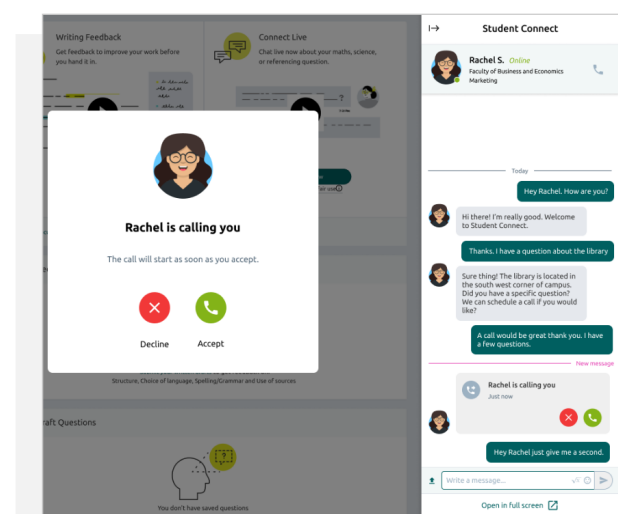 Writing Feedback
Get feedback to improve your work before
you hand it in.
Connect Live
Chat live now about your maths, science,
or referencing question.
Rachel is calling you
The call will start as soon as you accept.
Decline
Accept
Structure, Choice of language, Spelling/Grammar and Use of sources
raft Questions
You don't have saved questions
Student Connect
Rachel S. Online
Faculty of Business and Economics
Marketing
Today
Hey Rachel. How are you?
Hi there! I'm really good. Welcome
to Student Connect.
Thanks. I have a question about the library
Sure thing! The library is located in
the south west corner of campus.
Did you have a specific question?
We can schedule a call if you would
like?
A call would be great thank you. I have
a few questions.
New message
Rachel is calling you
Just now
Hey Rachel just give me a second.
Write a message...
Open in full screen